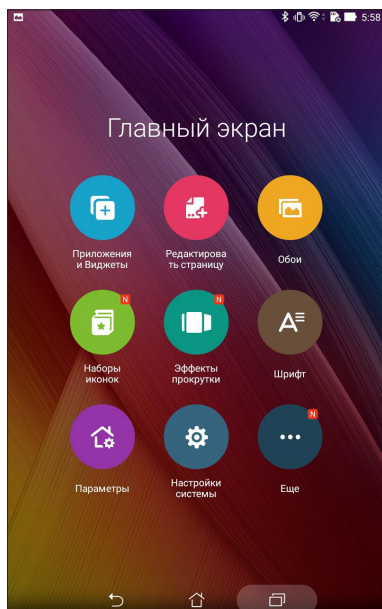 5:58
Главный экран
Приложения
и Виджеты
Редактирова
ть страницу
Обои
N
N
Наборы
иконок
Эффекты
прокрутки
Шрифт
N
Параметры
Настройки
системы
Еще